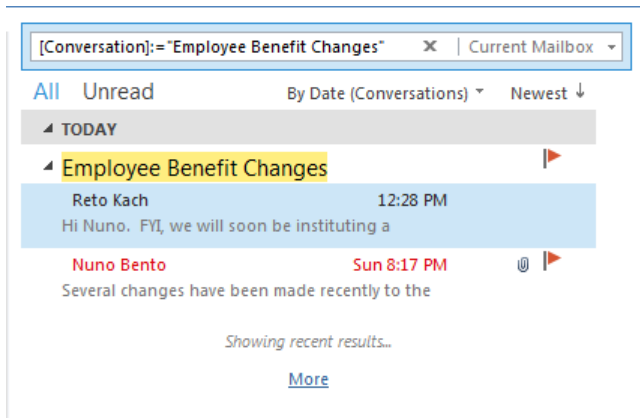 [Conversation]:="Employee Benefit Changes" Current Mailbox
All Unread By Date (Conversations) Newest
TODAY
Employee Benefit Changes
Reto Kach 12:28 PM
Hi Nuno. FYI, we will soon be instituting a
Nuno Bento Sun 8:17 PM
Several changes have been made recently to the
Showing recent results...
More